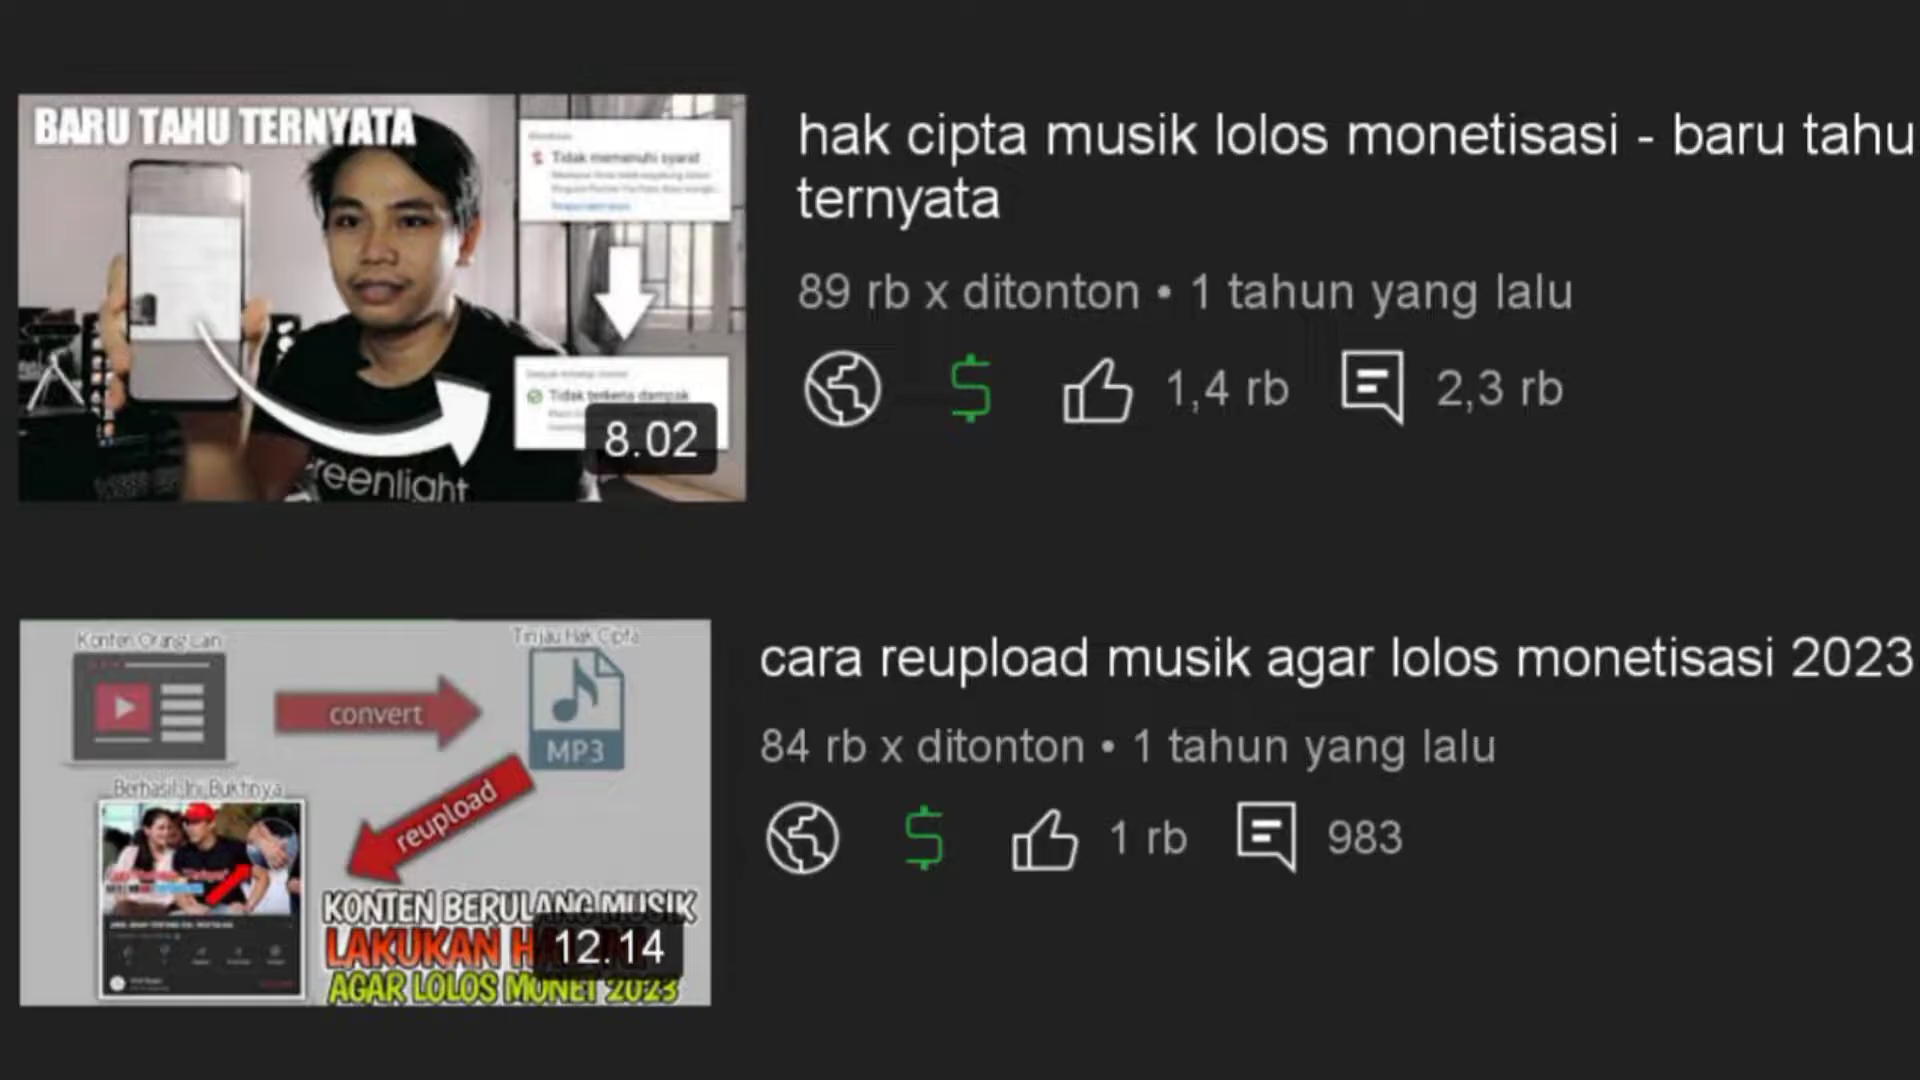 BARU TAHU TERNYATA
Tidak memenuhi syarat
Tidak terkena dampak
8.02
reenlight
hak cipta musik lolos monetisasi - baru tahu
ternyata
89 rb x ditonton • 1 tahun yang lalu
1,4 rb
2,3 rb
Konten Orang Lain
Tinjau Hak Cipta
convert
MP3
reupload
Berhasil Ini Buktinya
KONTEN BERULANG MUSIK
LAKUKAN
12.14
AGAR LOLOS MONET 2023
cara reupload musik agar lolos monetisasi 2023
84 rb x ditonton • 1 tahun yang lalu
1 rb
983